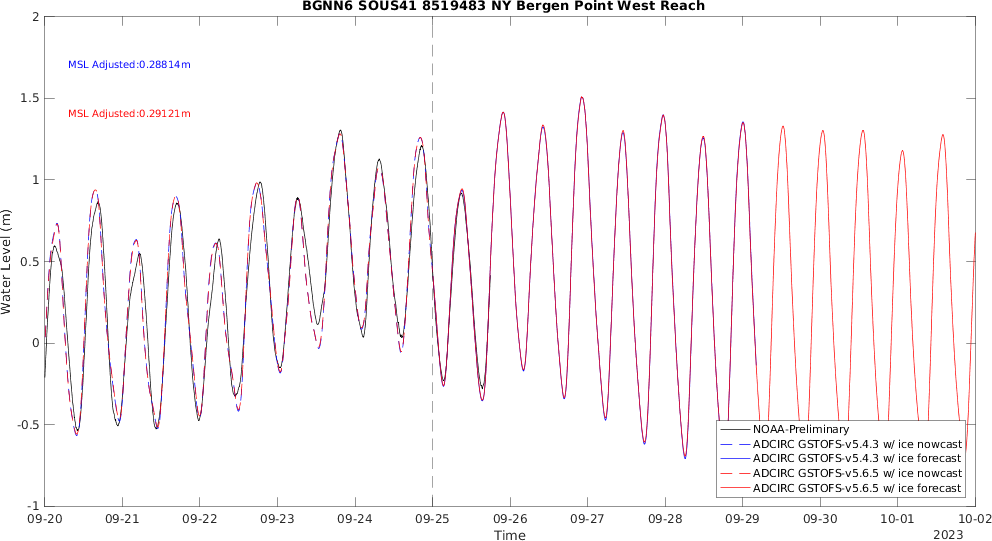 BGNN6 SOUS41 8519483 NY Bergen Point West Reach
2
MSL Adjusted:0.28814m
1.5
MSL Adjusted:0.29121m
1
0.5
0
-0.5
-1
Water Level (m)
NOAA-Preliminary
ADCIRC GSTOFS-v5.4.3 w/ ice nowcast
ADCIRC GSTOFS-v5.4.3 w/ ice forecast
ADCIRC GSTOFS-v5.6.5 w/ ice nowcast
ADCIRC GSTOFS-v5.6.5 w/ ice forecast
09-20 09-21 09-22 09-23 09-24 09-25 09-26 09-27 09-28 09-29 09-30 10-01 10-02
Time
2023